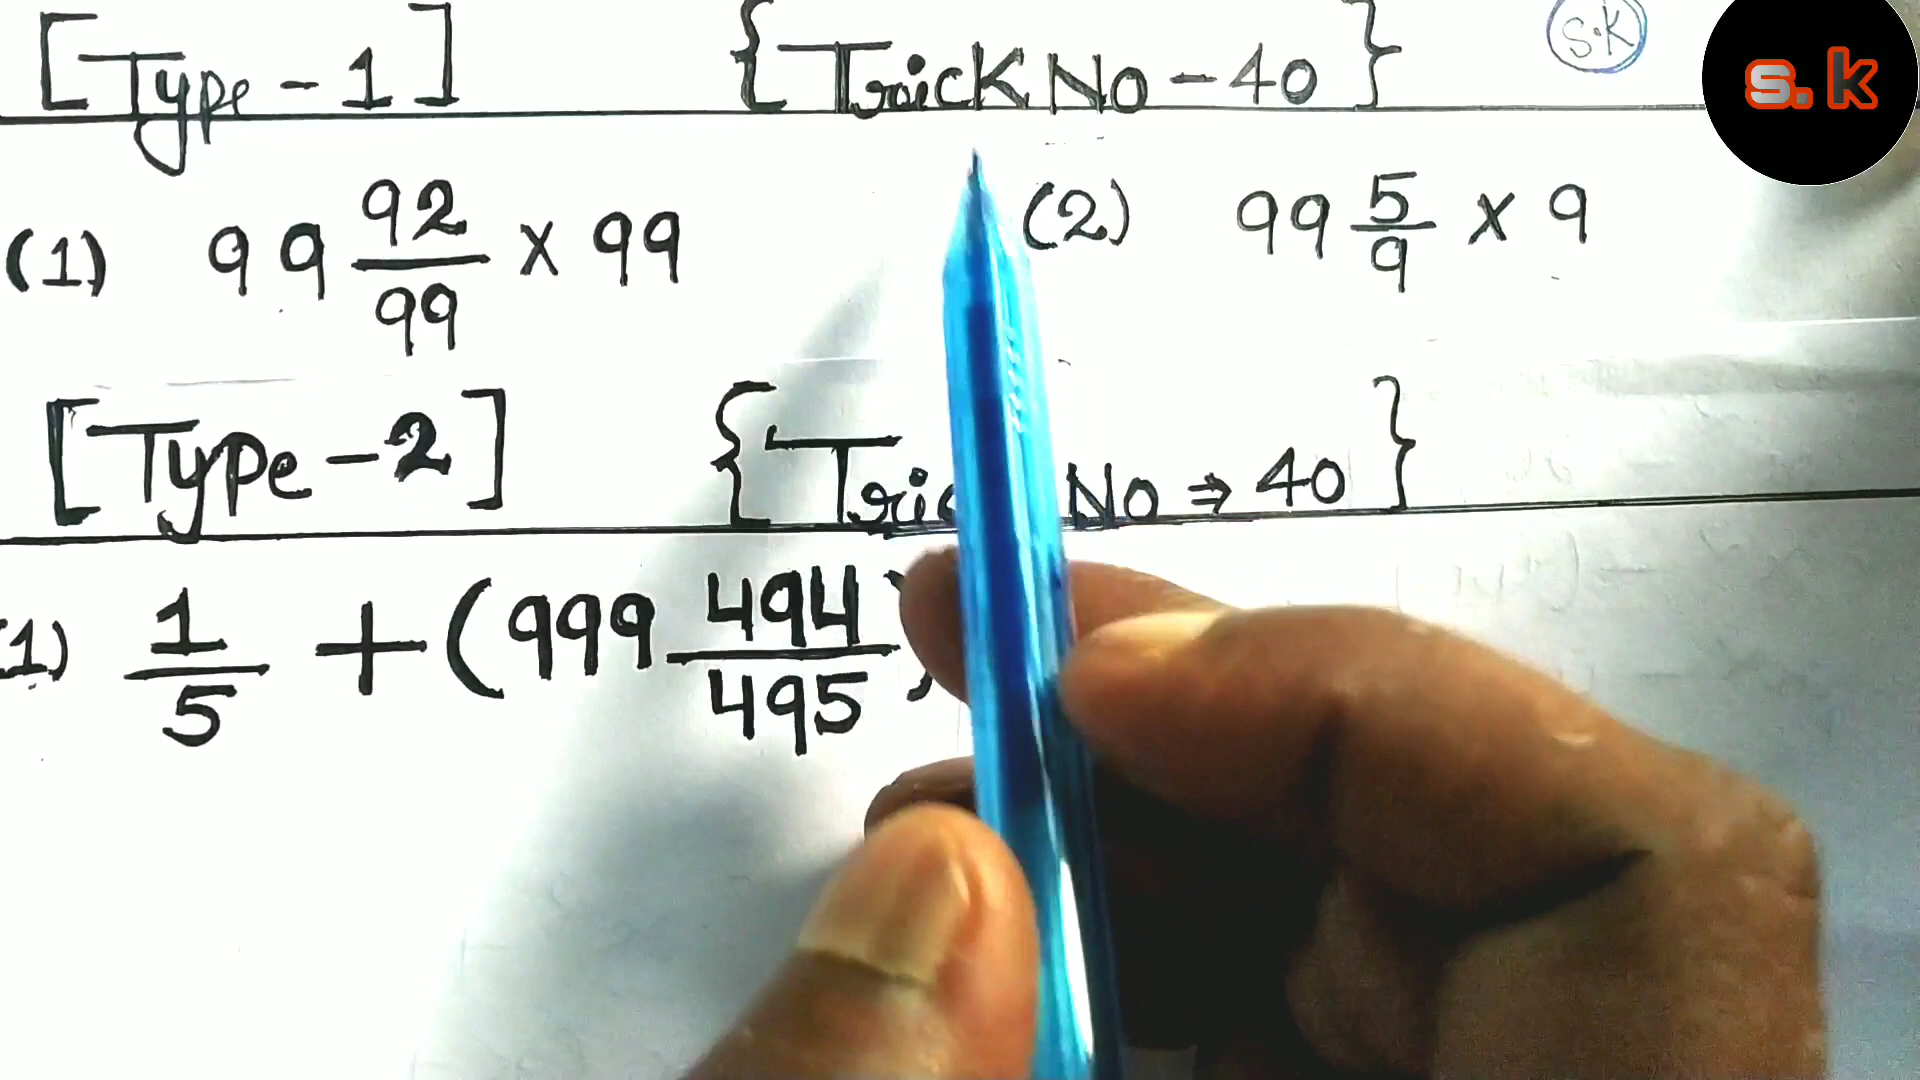 [Type-1] {Trick No-40} S.K s.k
(1) 99 92/99 × 99 (2) 99 5/9 × 9
[Type-2] {Tric No ⇒ 40}
1) 1/5 + (999 494/495)